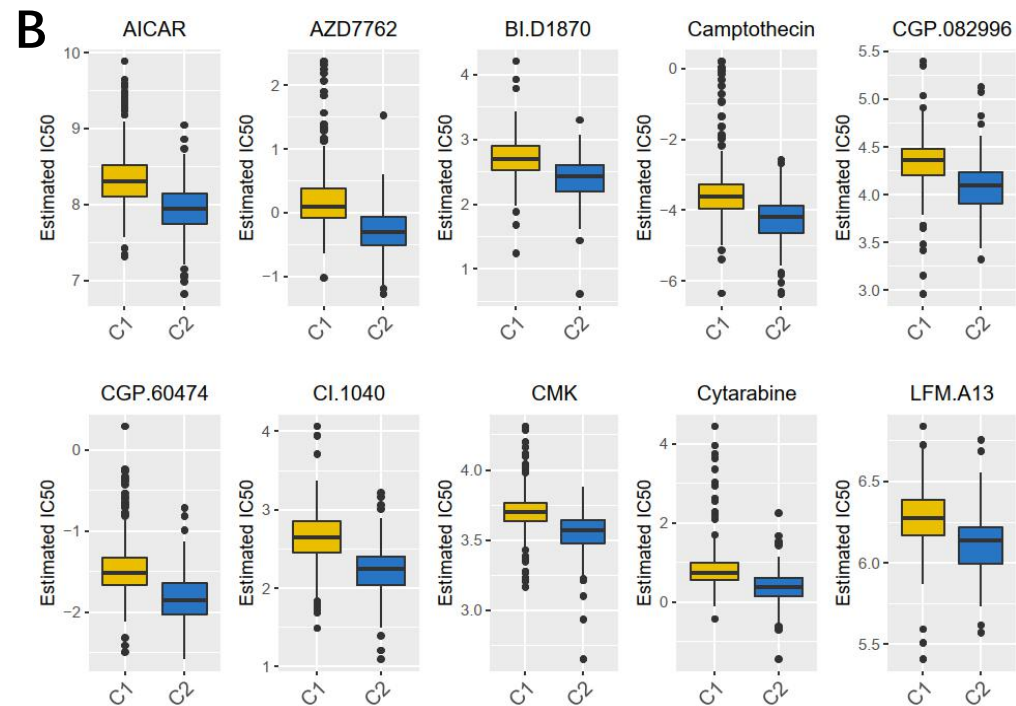 B
AICAR AZD7762 BI.D1870 Camptothecin CGP.082996
Estimated IC50
10
9
8
7
C1 C2
Estimated IC50
2
1
0
−1
C1 C2
Estimated IC50
4
3
2
1
C1 C2
Estimated IC50
0
−2
−4
−6
C1 C2
Estimated IC50
5.5
5.0
4.5
4.0
3.5
3.0
C1 C2
CGP.60474 CI.1040 CMK Cytarabine LFM.A13
Estimated IC50
0
−1
−2
C1 C2
Estimated IC50
4
3
2
1
C1 C2
Estimated IC50
4.0
3.5
3.0
C1 C2
Estimated IC50
4
2
0
C1 C2
Estimated IC50
6.5
6.0
5.5
C1 C2